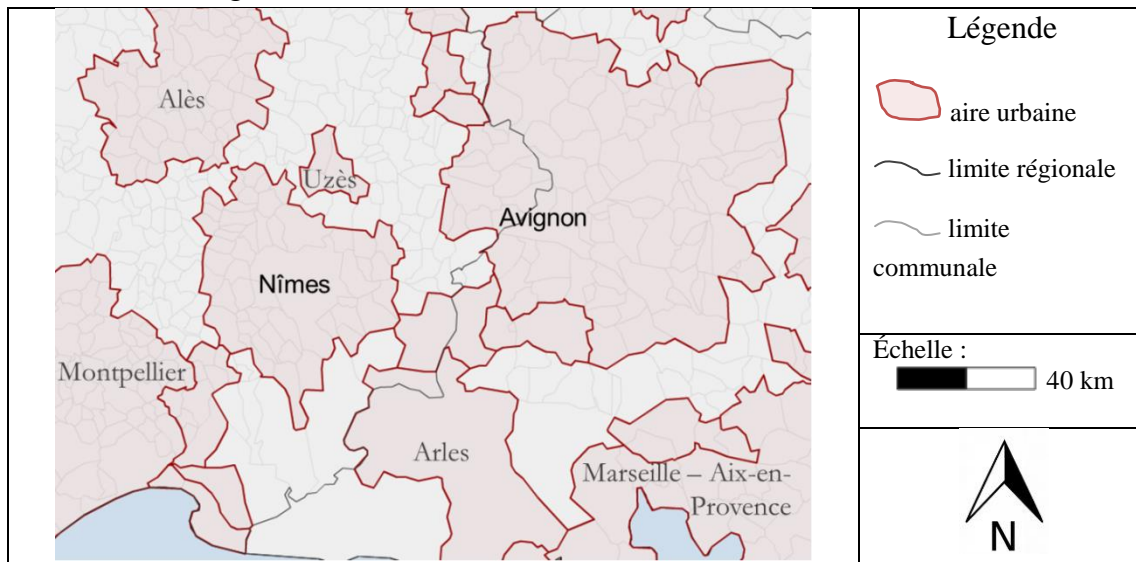 Alès
Uzès
Avignon
Nîmes
Montpellier
Arles
Marseille – Aix-en-
Provence
Légende
aire urbaine
limite régionale
limite
communale
Échelle :
40 km
N